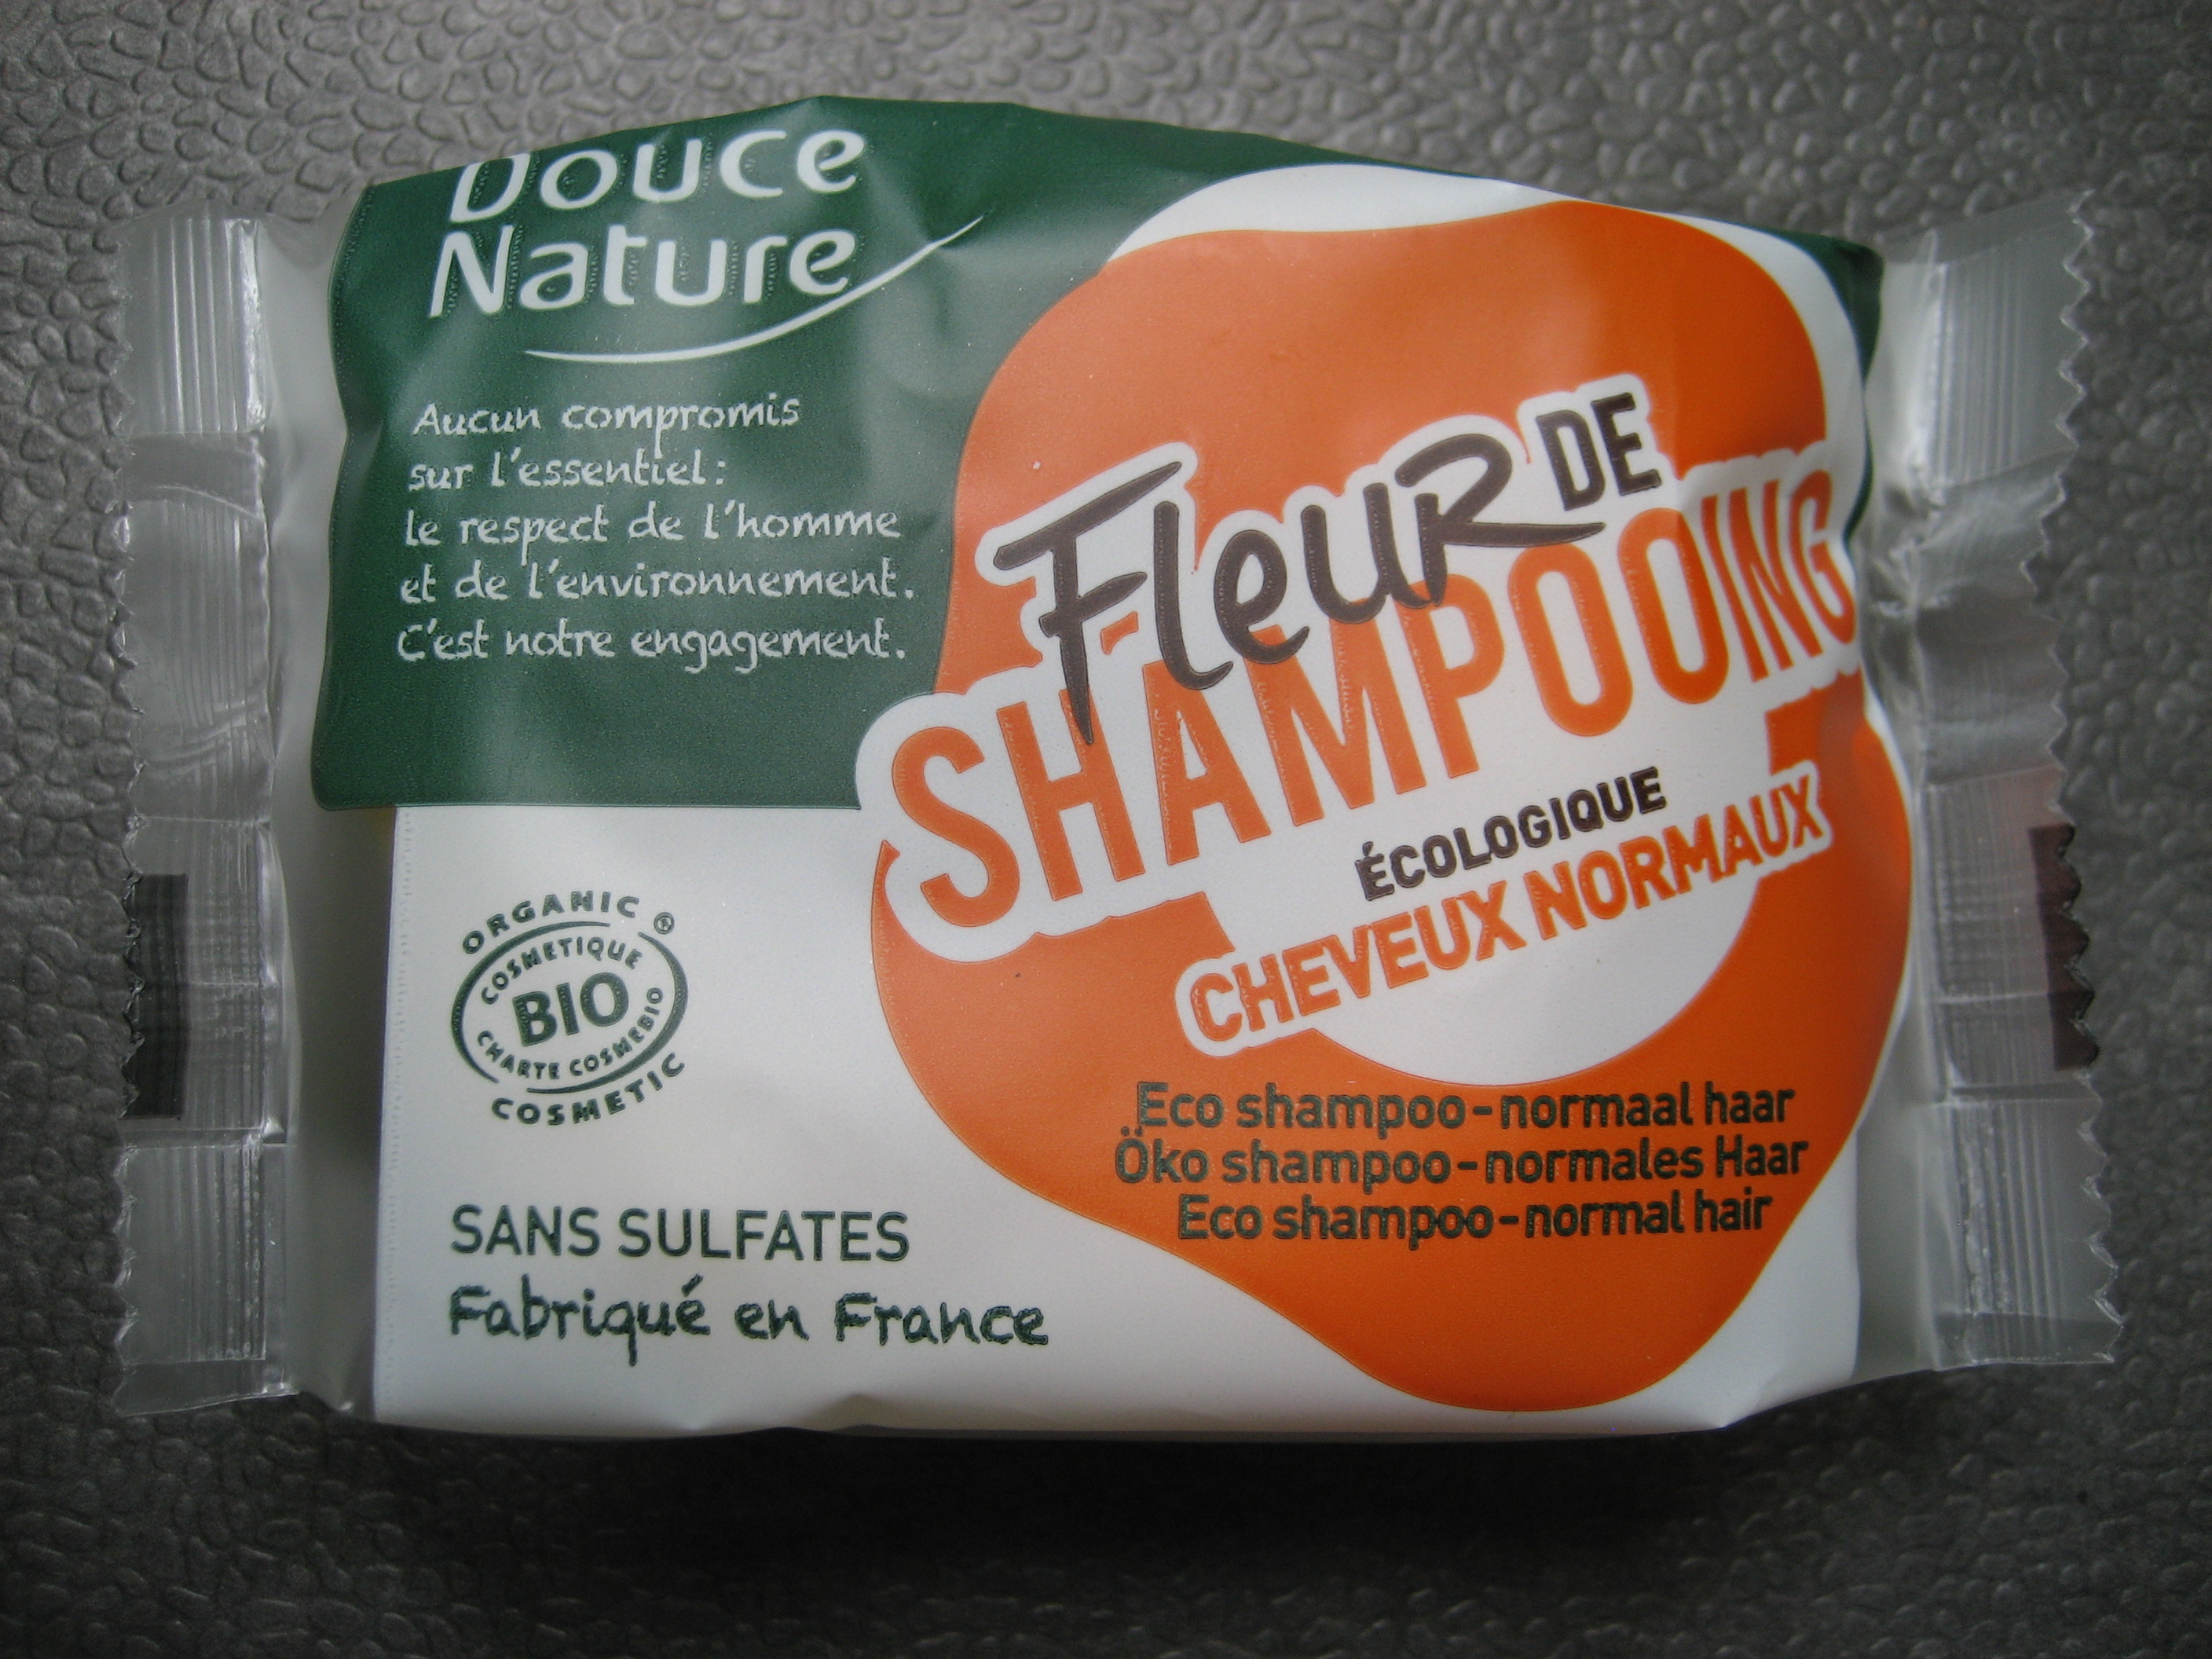 Douce
Nature
Aucun compromis
sur l'essentiel:
le respect de l'homme
et de l'environnement.
C'est notre engagement.
Fleur DE
SHAMPOOING
ÉCOLOGIQUE
CHEVEUX NORMAUX
Eco shampoo-normaal haar
Öko shampoo-normales Haar
Eco shampoo-normal hair
ORGANIC ®
COSMETIQUE
BIO
CHARTE COSMEBIO
COSMETIC
SANS SULFATES
Fabriqué en France